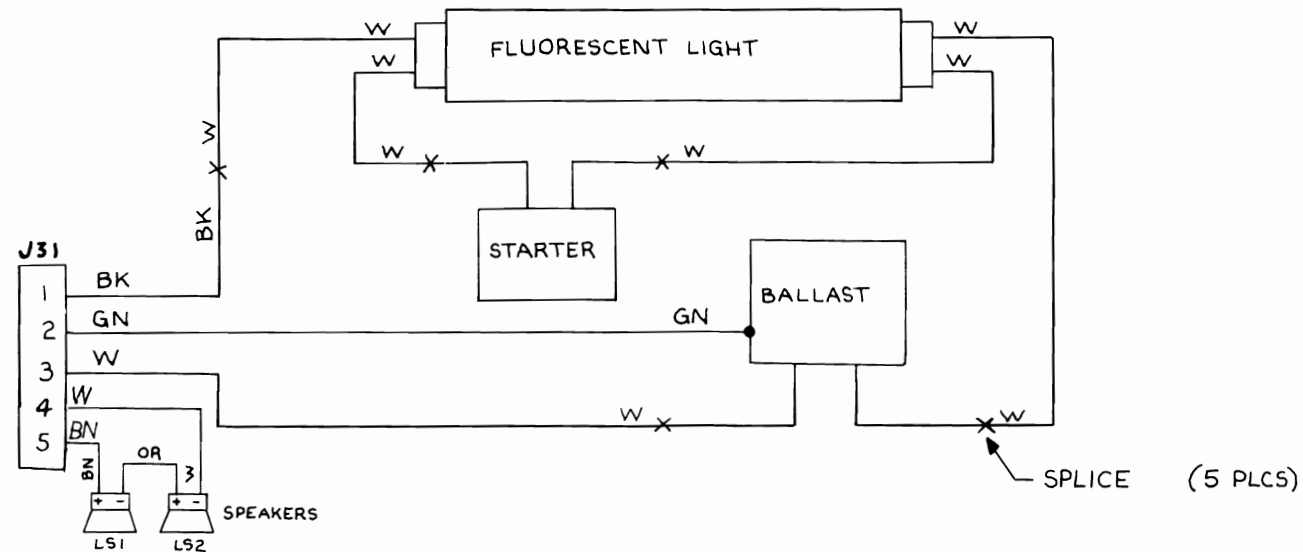 W
W
FLUORESCENT LIGHT
W
W
W
W
W
BK
STARTER
J31
1 BK
2 GN
GN
BALLAST
3 W
4 W
5 BN
W
W
SPLICE (5 PLCS)
BN
OR
W
+ -
+ -
SPEAKERS
LS1
LS2